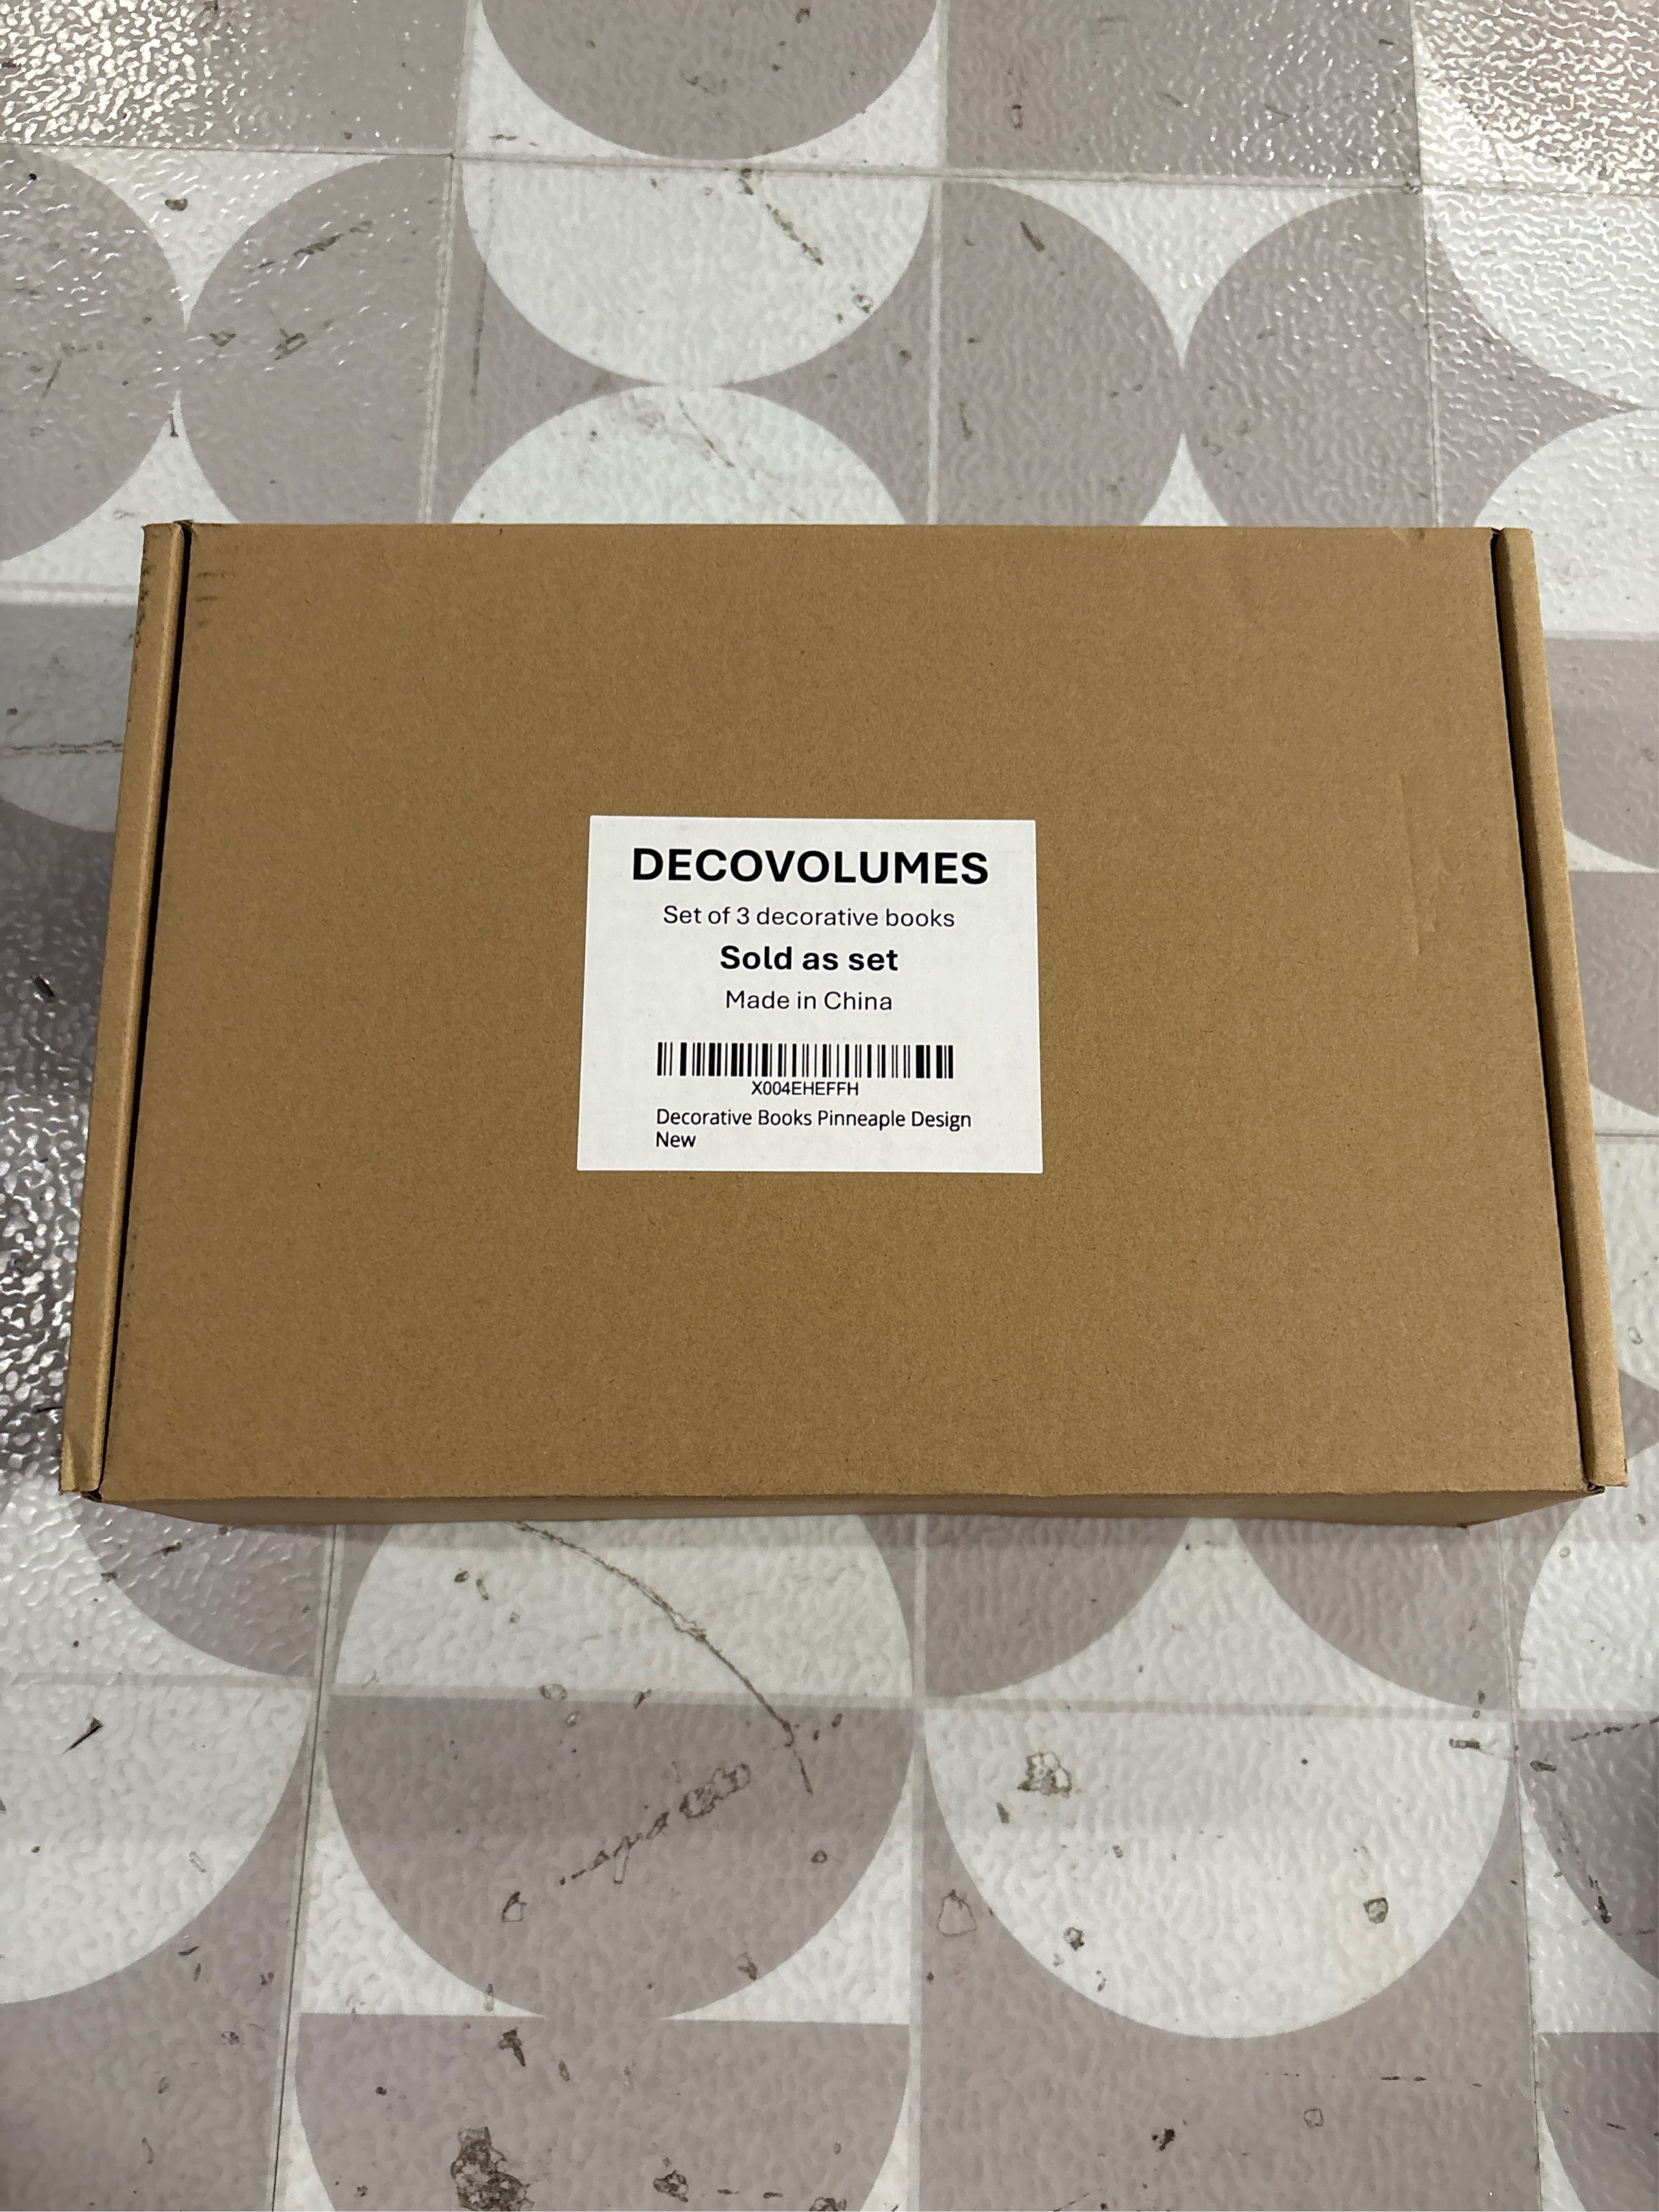 DECOVOLUMES
Set of 3 decorative books
Sold as set
Made in China
X004EHEFFH
Decorative Books Pinneaple Design
New